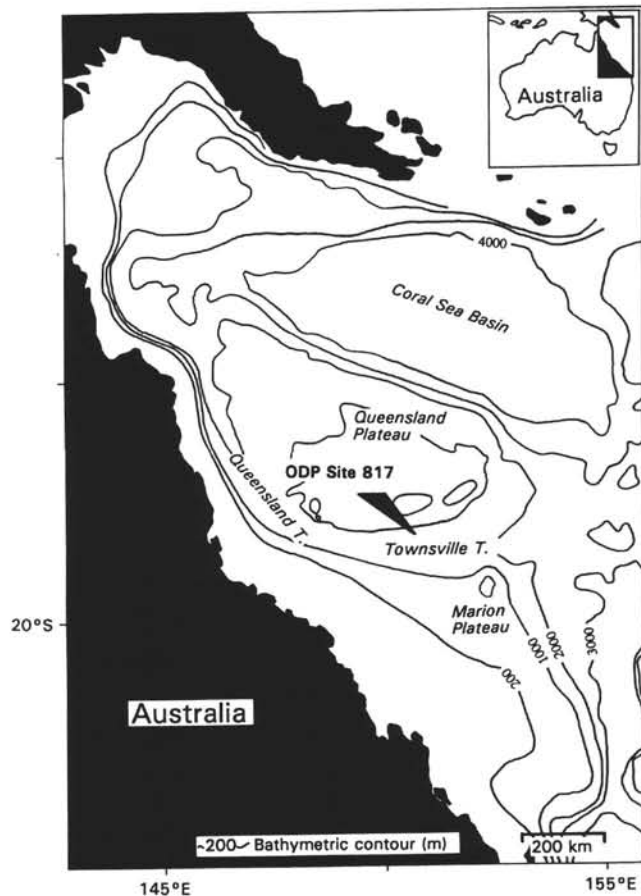 Australia
4000
Coral Sea Basin
Queensland
Plateau
ODP Site 817
Queensland T.
Townsville T.
Marion
Plateau
20°S
200
1000
2000
3000
Australia
~200~ Bathymetric contour (m)
200 km
145°E
155°E